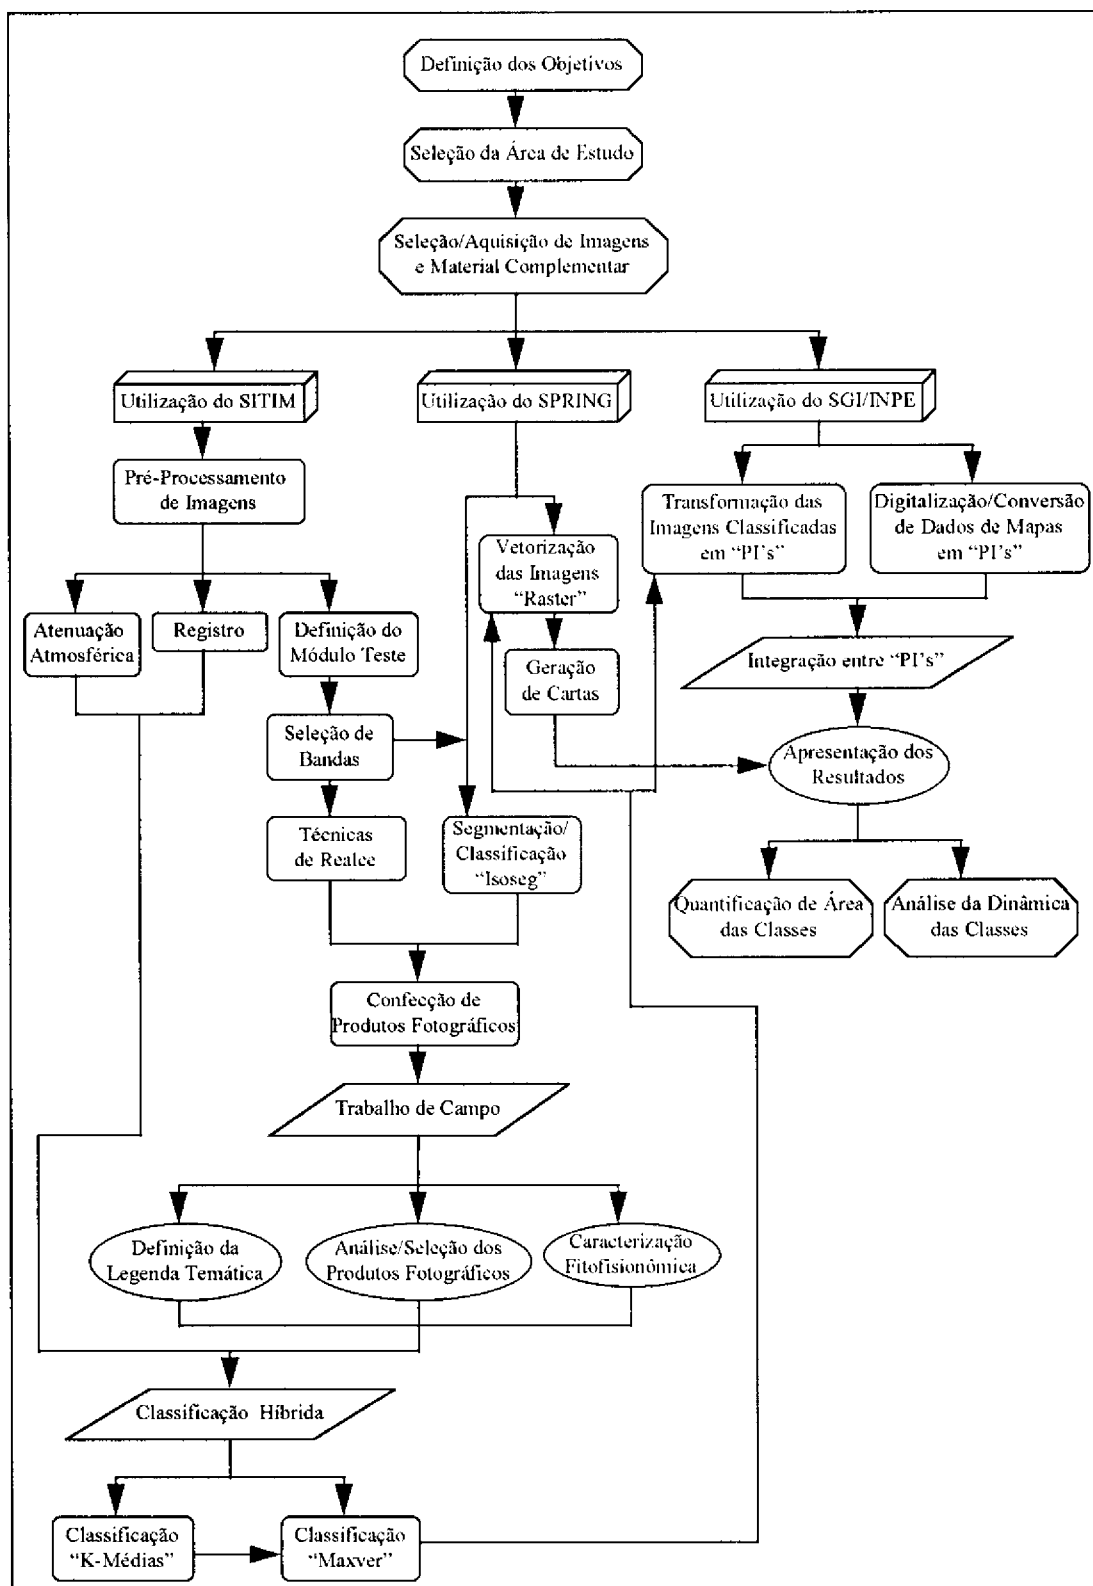 Definição dos Objetivos
Seleção da Área de Estudo
Seleção/Aquisição de Imagens
e Material Complementar
Utilização do SITIM
Utilização do SPRING
Utilização do SGI/INPE
Pré-Processamento
de Imagens
Transformação das
Imagens Classificadas
em “PI's”
Digitalização/Conversão
de Dados de Mapas
em “PI's”
Vetorização
das Imagens
“Raster”
Atenuação
Atmosférica
Registro
Definição do
Módulo Teste
Integração entre “PI's”
Geração
de Cartas
Seleção de
Bandas
Apresentação dos
Resultados
Técnicas
de Realce
Segmentação/
Classificação
“Isoseg”
Quantificação de Área
das Classes
Análise da Dinâmica
das Classes
Confecção de
Produtos Fotográficos
Trabalho de Campo
Definição da
Legenda Temática
Análise/Seleção dos
Produtos Fotográficos
Caracterização
Fitofisionômica
Classificação Híbrida
Classificação
“K-Médias”
Classificação
“Maxver”